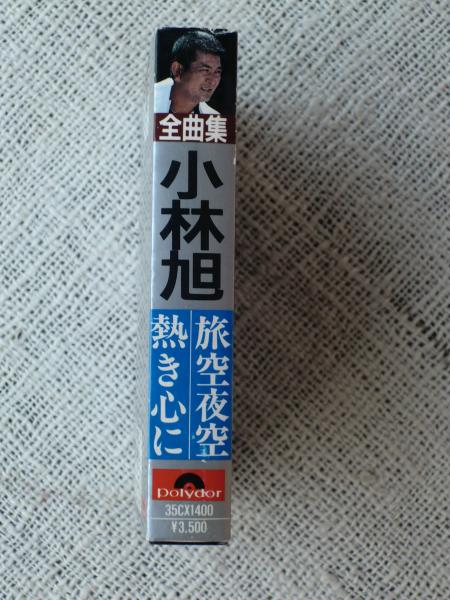 全曲集
小林旭
旅空夜空
熱き心に
polydor
35CX1400
¥3,500